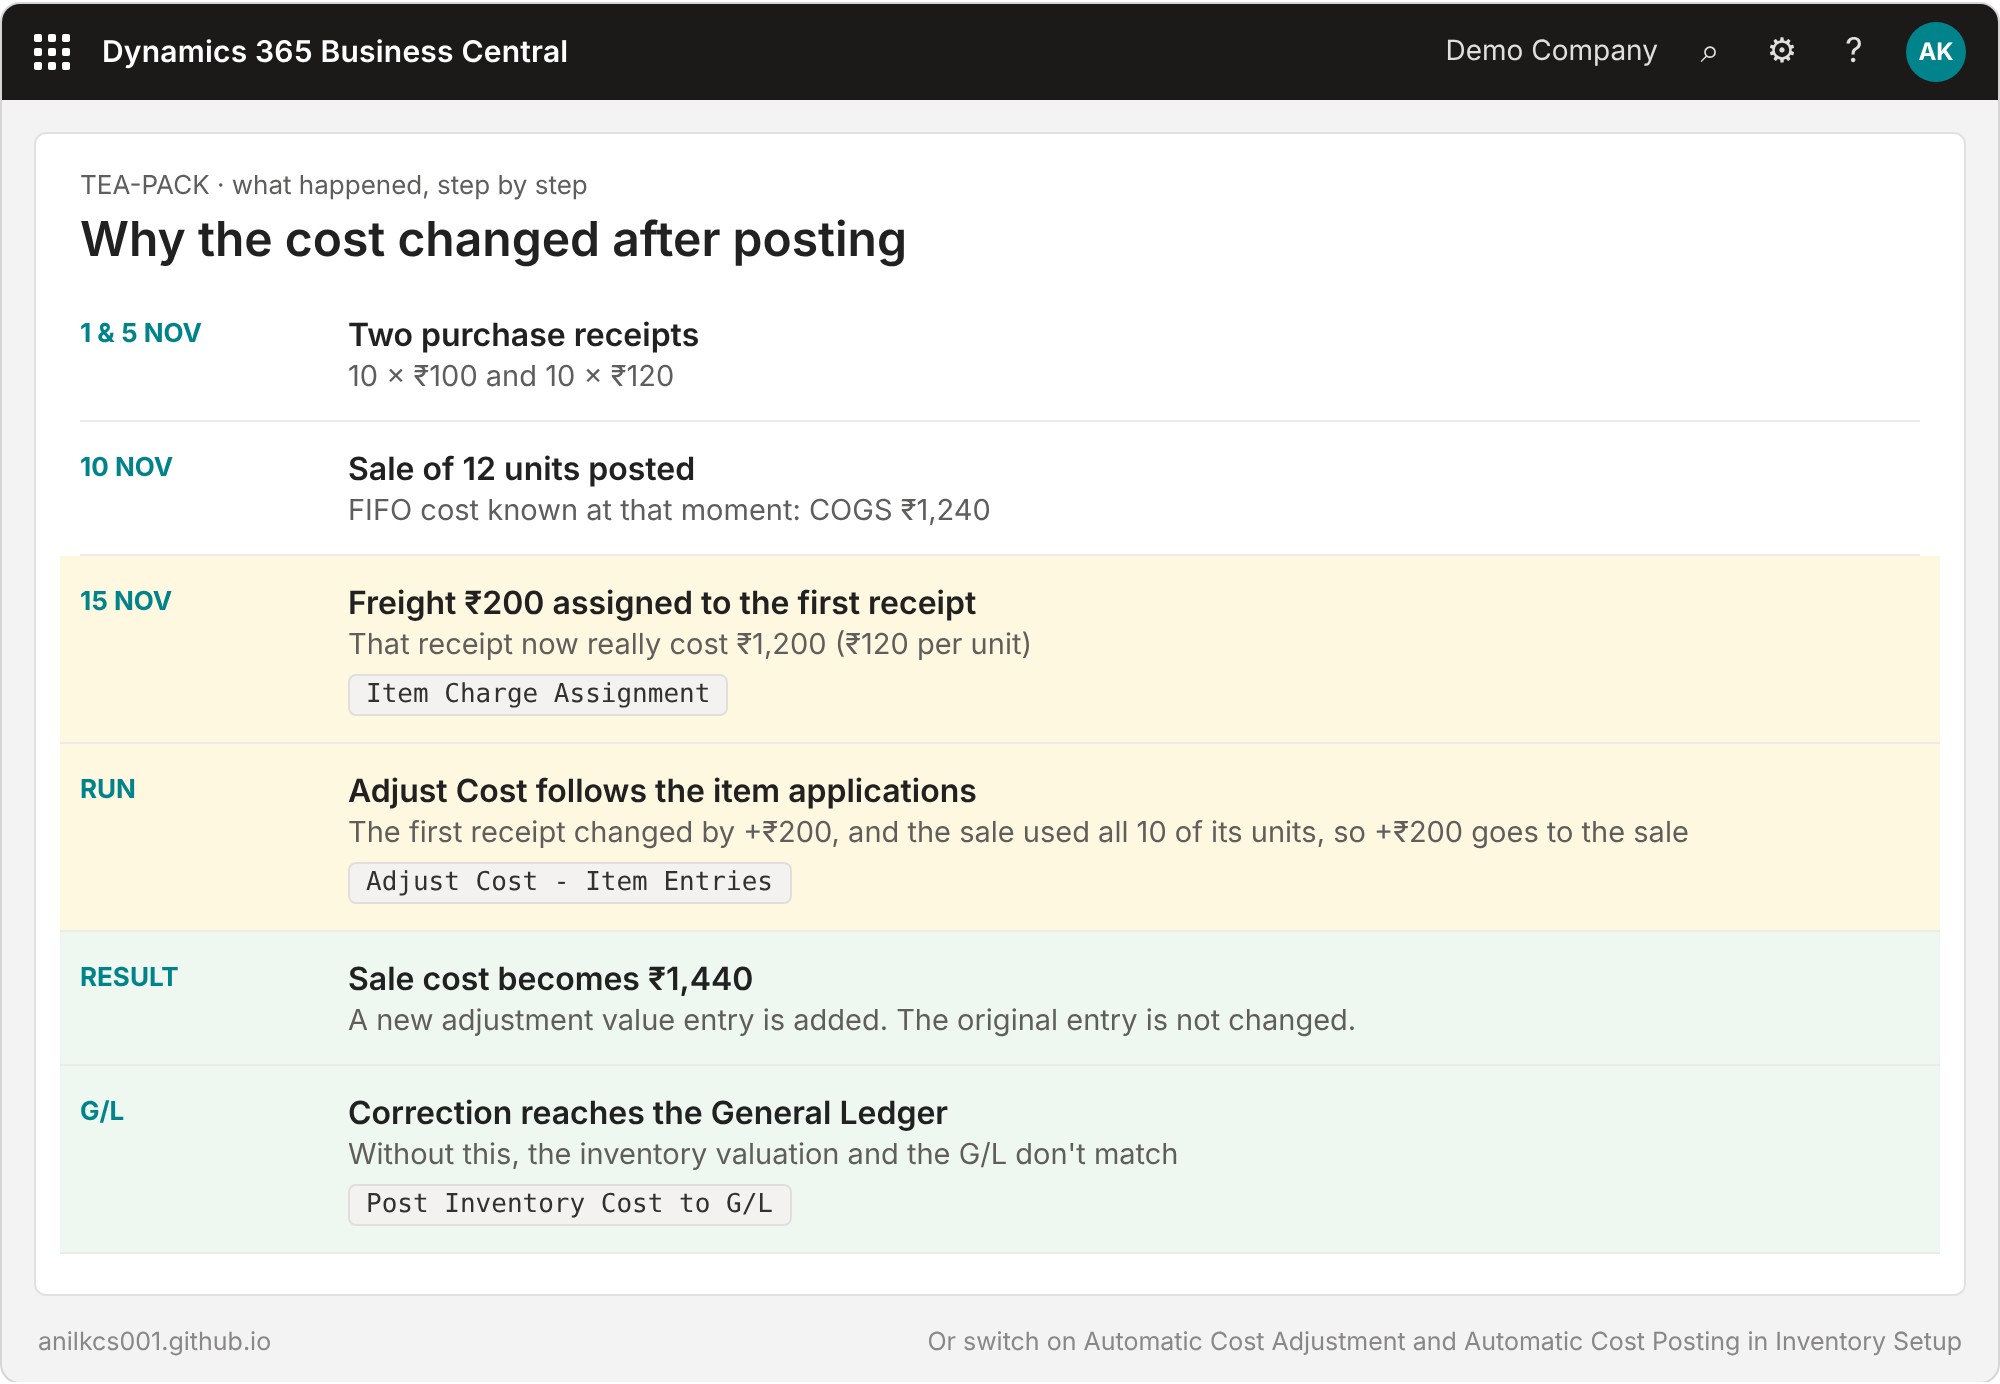 Dynamics 365 Business Central
Demo Company
?
AK
TEA-PACK · what happened, step by step
Why the cost changed after posting
1 & 5 NOV
Two purchase receipts
10 × ₹100 and 10 × ₹120
10 NOV
Sale of 12 units posted
FIFO cost known at that moment: COGS ₹1,240
15 NOV
Freight ₹200 assigned to the first receipt
That receipt now really cost ₹1,200 (₹120 per unit)
Item Charge Assignment
RUN
Adjust Cost follows the item applications
The first receipt changed by +₹200, and the sale used all 10 of its units, so +₹200 goes to the sale
Adjust Cost - Item Entries
RESULT
Sale cost becomes ₹1,440
A new adjustment value entry is added. The original entry is not changed.
G/L
Correction reaches the General Ledger
Without this, the inventory valuation and the G/L don't match
Post Inventory Cost to G/L
anilkcs001.github.io
Or switch on Automatic Cost Adjustment and Automatic Cost Posting in Inventory Setup